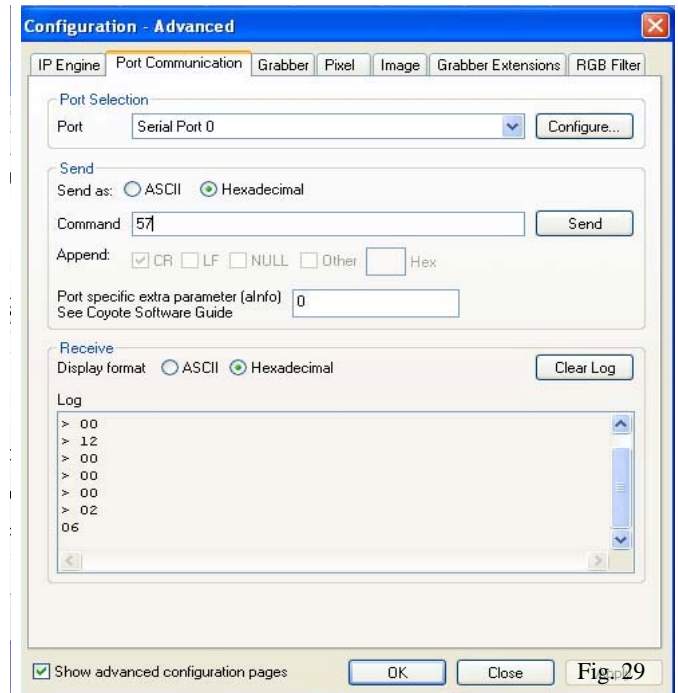 Configuration - Advanced
IP Engine Port Communication Grabber Pixel Image Grabber Extensions RGB Filter
Port Selection
Port Serial Port 0 Configure...
Send
Send as: ASCII Hexadecimal
Command 57 Send
Append: CR LF NULL Other Hex
Port specific extra parameter (aInfo) 0
See Coyote Software Guide
Receive
Display format ASCII Hexadecimal Clear Log
Log
> 00
> 12
> 00
> 00
> 00
> 02
06
Show advanced configuration pages OK Close Fig. 29